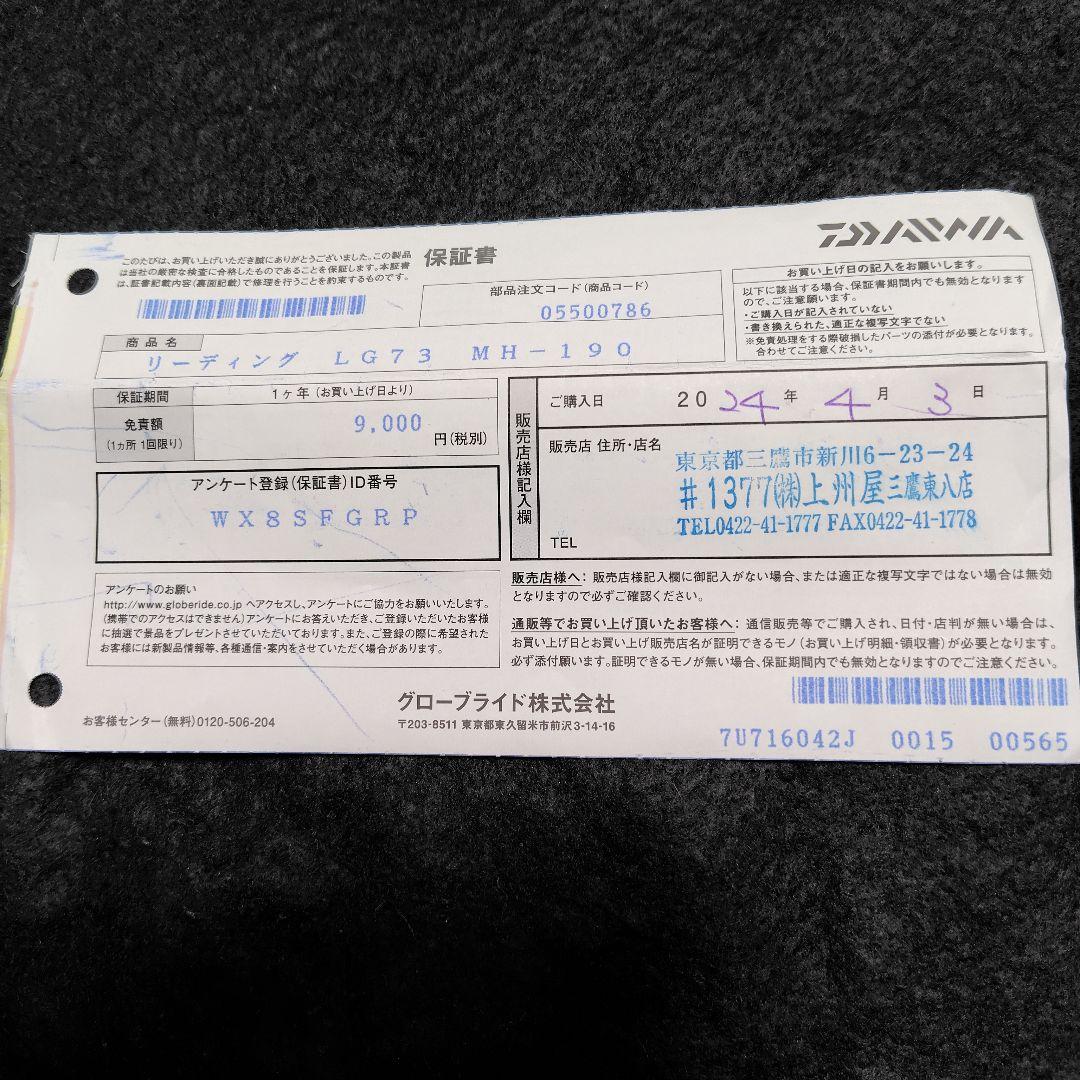 DAIWA
保証書
このたびは、お買い上げいただき誠にありがとうございました。この製品
は当社の厳密な検査に合格したものであることを保証します。本証書
は、証書記載内容(裏面記載)で修理を行うことを約束するものです。
部品注文コード(商品コード)
05500786
商品名
リーディング LG73 MH-190
お買い上げ日の記入をお願いします。
以下に該当する場合、保証書期間内でも無効となります
ので、ご注意願います。
・ご購入日が記入されていない
・書き換えられた、適正な複写文字でない
※免責処理をする際破損したパーツの添付が必要となります。
合わせてご注意ください。
保証期間
1ヶ年(お買い上げ日より)
免責額
(1ヵ所 1回限り)
9,000
円(税別)
アンケート登録(保証書)ID番号
WX8SFGRP
販売店様記入欄
ご購入日 20 24 年 4 月 3 日
販売店 住所・店名
東京都三鷹市新川6-23-24
#1377㈱上州屋三鷹東八店
TEL0422-41-1777 FAX0422-41-1778
TEL
アンケートのお願い
http://www.globeride.co.jp へアクセスし、アンケートにご協力をお願いいたします。
(携帯でのアクセスはできません)アンケートにお答えいただき、ご登録いただいたお客様
に抽選で景品をプレゼントさせていただいております。また、ご登録の際に希望された
お客様には新製品情報等、各種通信・案内をさせていただく場合があります。
販売店様へ:販売店様記入欄に御記入がない場合、または適正な複写文字ではない場合は無効
となりますので必ずご確認ください。
通販等でお買い上げ頂いたお客様へ:通信販売等でご購入され、日付・店判が無い場合は、
お買い上げ日とお買い上げ販売店名が証明できるモノ(お買い上げ明細・領収書)が必要となります。
必ず添付願います。証明できるモノが無い場合、保証期間内でも無効となりますのでご注意ください。
お客様センター(無料)0120-506-204
グローブライド株式会社
〒203-8511 東京都東久留米市前沢3-14-16
7U716042J 0015 00565